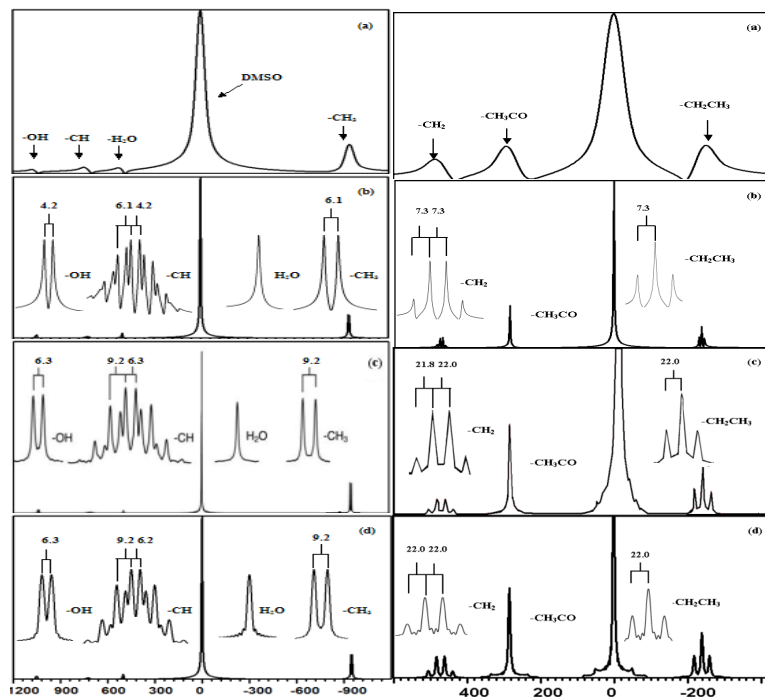 (a)
DMSO
-OH
-CH
-H₂O
-CH₃
(b)
4.2
6.1 4.2
6.1
-OH
-CH
H₂O
-CH₃
(c)
6.3
9.2 6.3
9.2
-OH
-CH
H₂O
-CH₃
(d)
6.3
9.2 6.2
9.2
-OH
-CH
H₂O
-CH₃
1200 900 600 300 0 -300 -600 -900
(a)
-CH₂
-CH3CO
-CH₂CH₃
(b)
7.3 7.3
7.3
-CH₂
-CH₃CO
-CH₂CH₃
(c)
21.8 22.0
22.0
-CH₂
-CH₃CO
-CH₂CH₃
(d)
22.0 22.0
22.0
-CH₂
-CH₃CO
-CH₂CH₃
400 200 0 -200 -400